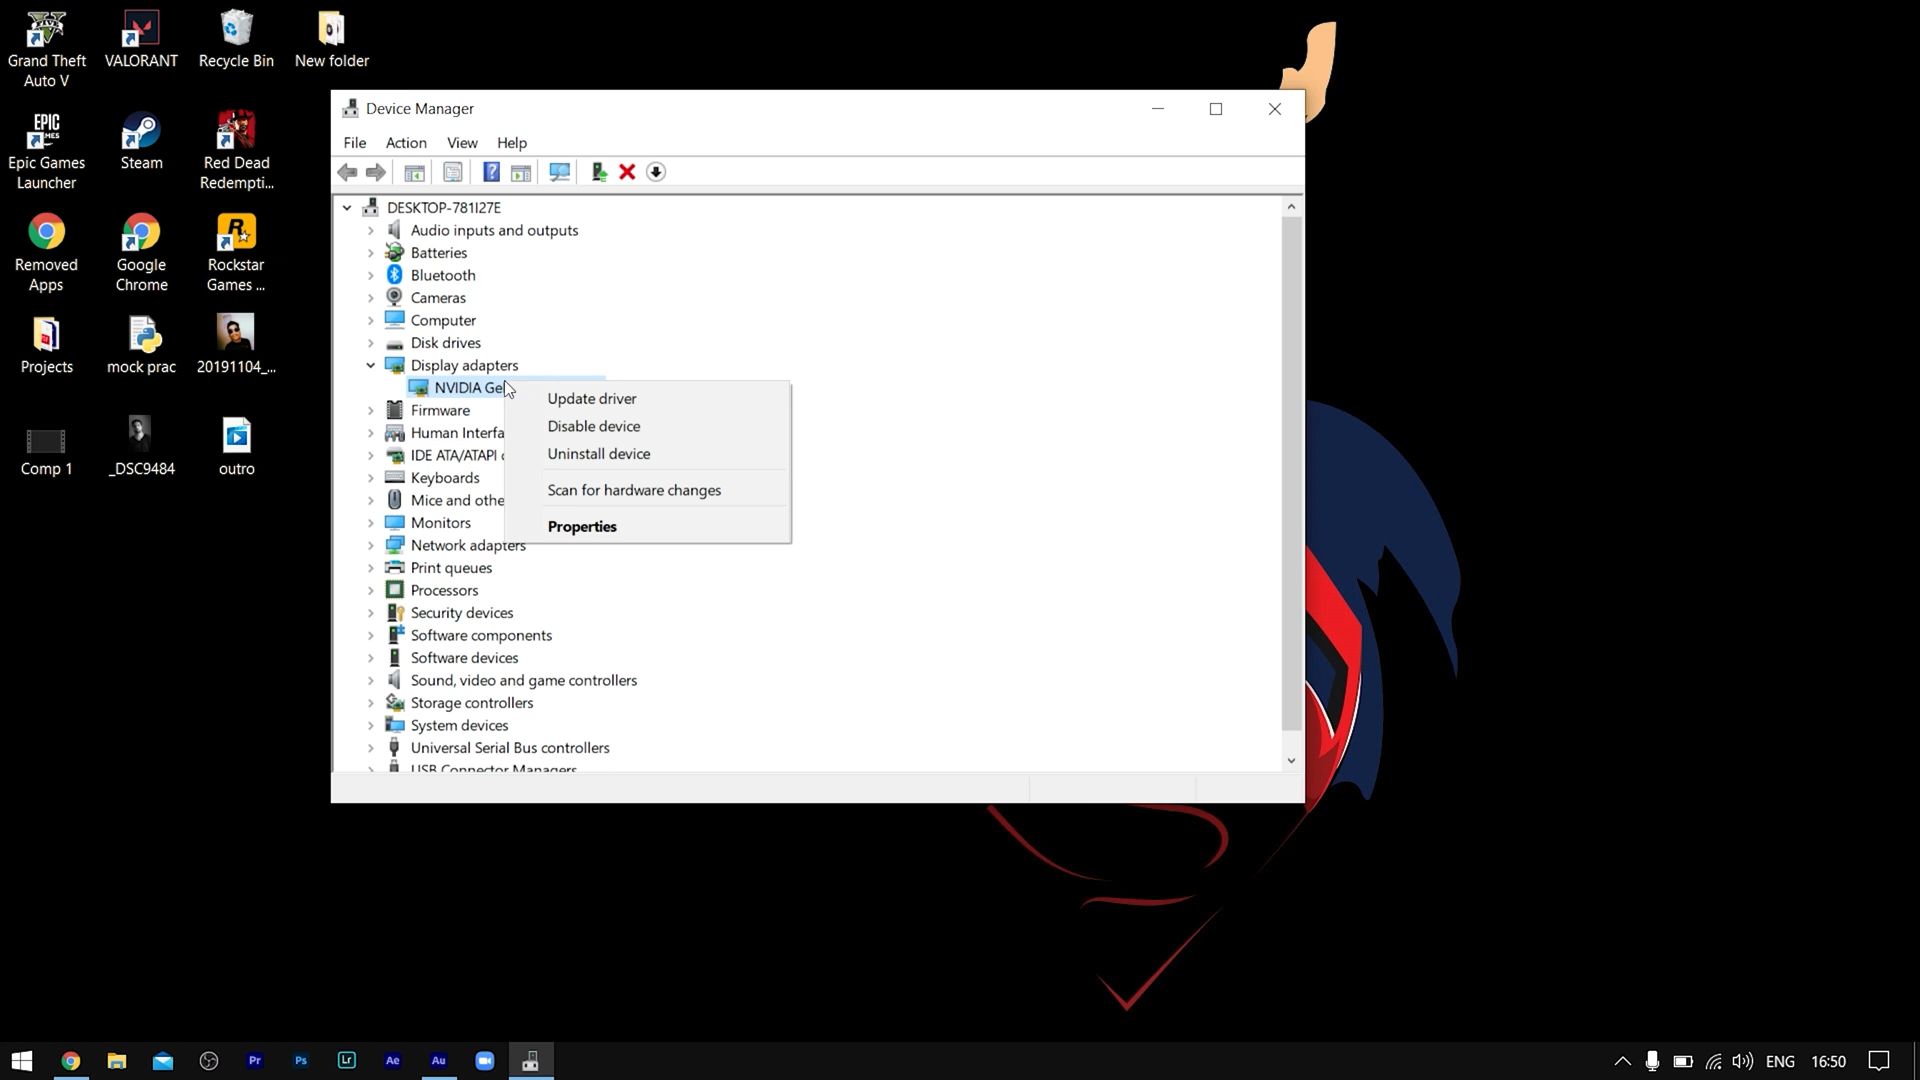 Grand Theft
Auto V
VALORANT
Recycle Bin
New folder
EPIC
GAMES
Epic Games
Launcher
Steam
Red Dead
Redempti...
Removed
Apps
Google
Chrome
Rockstar
Games ...
Projects
mock prac
20191104_...
Comp 1
_DSC9484
outro
Device Manager
File
Action
View
Help
DESKTOP-781I27E
Audio inputs and outputs
Batteries
Bluetooth
Cameras
Computer
Disk drives
Display adapters
NVIDIA Ge
Firmware
Human Interfa
IDE ATA/ATAPI
Keyboards
Mice and othe
Monitors
Network adapters
Print queues
Processors
Security devices
Software components
Software devices
Sound, video and game controllers
Storage controllers
System devices
Universal Serial Bus controllers
USB Connector Managers
Update driver
Disable device
Uninstall device
Scan for hardware changes
Properties
Pr
Ps
Lr
Ae
Au
ENG
16:50